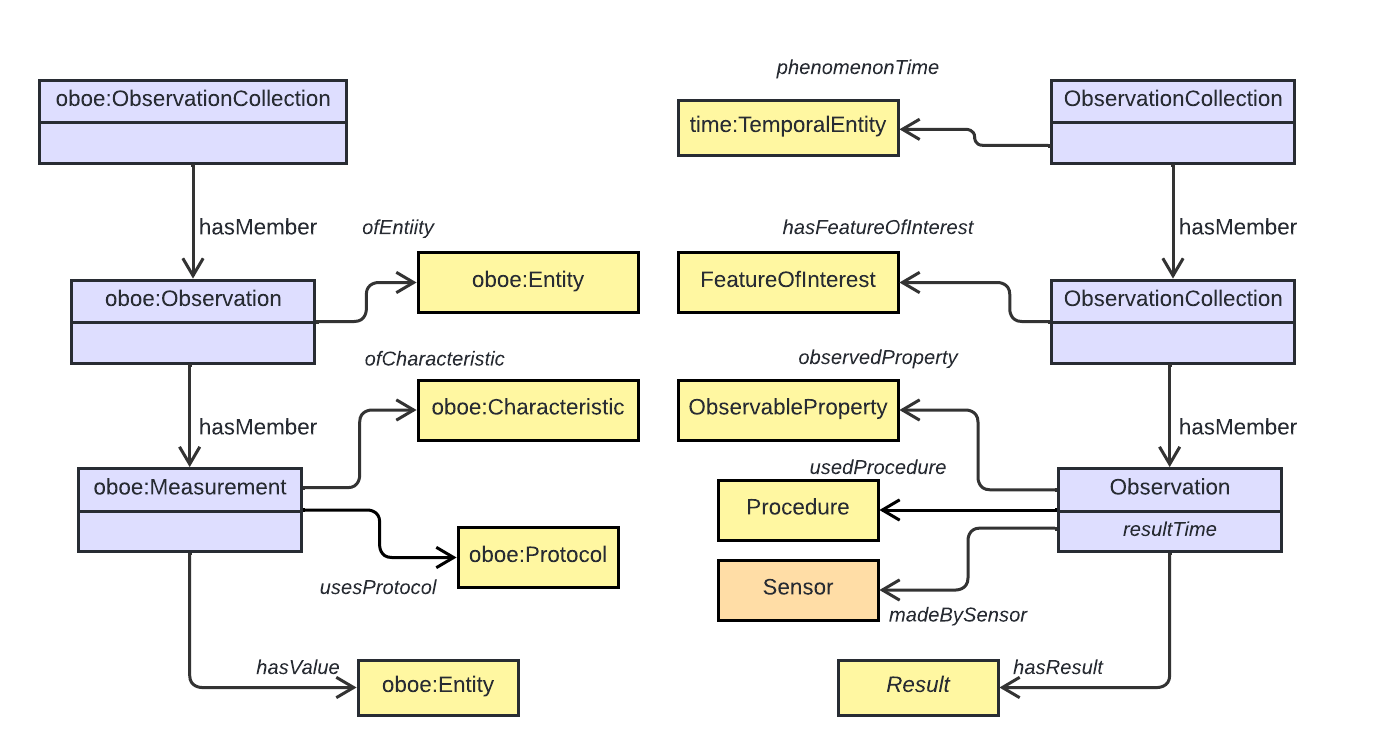 phenomenonTime
oboe:ObservationCollection
ObservationCollection
time:TemporalEntity
hasMember
ofEntiity
hasFeatureOfInterest
hasMember
oboe:Entity
FeatureOfInterest
oboe:Observation
ObservationCollection
ofCharacteristic
observedProperty
oboe:Characteristic
ObservableProperty
hasMember
hasMember
usedProcedure
oboe:Measurement
Observation
Procedure
resultTime
oboe:Protocol
usesProtocol
Sensor
madeBySensor
hasValue
hasResult
oboe:Entity
Result